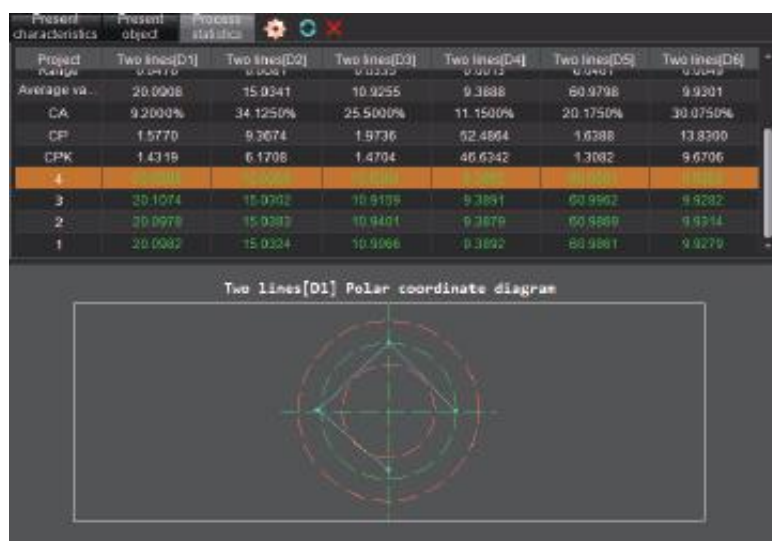 Present characteristics Present object Process statistics
Project Two lines[D1] Two lines[D2] Two lines[D3] Two lines[D4] Two lines[D5] Two lines[D6]
Range
Average va... 20.0908 15.0341 10.9255 9.3888 60.9798 9.9301
CA 9.2000% 34.1250% 25.5000% 11.1500% 20.1750% 30.0750%
CP 1.5770 9.3674 1.9736 52.4864 1.6388 13.8300
CPK 1.4319 6.1708 1.4704 46.6342 1.3082 9.6706
4
3 20.1074 15.0302 10.9109 9.3891 60.9962 9.9282
2 20.0978 15.0383 10.9401 9.3879 60.9869 9.9314
1 20.0982 15.0324 10.9066 9.3892 60.9861 9.9279
Two lines[D1] Polar coordinate diagram